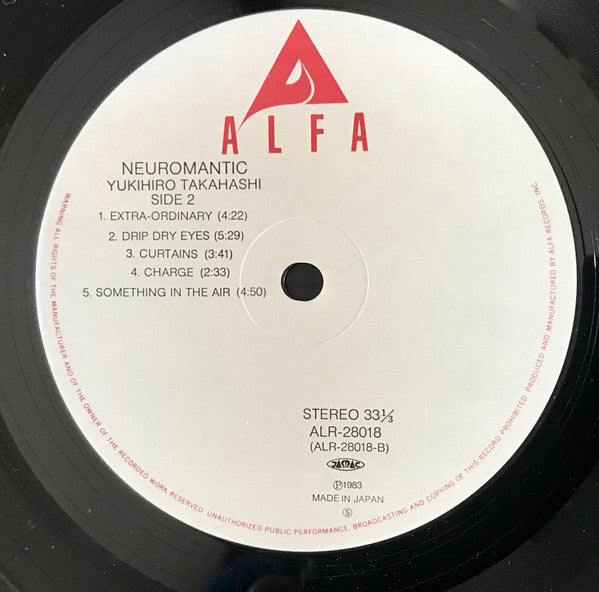 ALFA
NEUROMANTIC
YUKIHIRO TAKAHASHI
SIDE 2
1. EXTRA-ORDINARY (4:22)
2. DRIP DRY EYES (5:29)
3. CURTAINS (3:41)
4. CHARGE (2:33)
5. SOMETHING IN THE AIR (4:50)
STEREO 33⅓
ALR-28018
(ALR-28018-B)
JASRAC
Ⓟ1983
MADE IN JAPAN
Ⓖ
WARNING: ALL RIGHTS OF THE MANUFACTURER AND OF THE OWNER OF THE RECORDED WORK RESERVED. UNAUTHORIZED PUBLIC PERFORMANCE, BROADCASTING AND COPYING OF THIS RECORD PROHIBITED. PRODUCED AND MANUFACTURED BY ALFA RECORDS, INC.